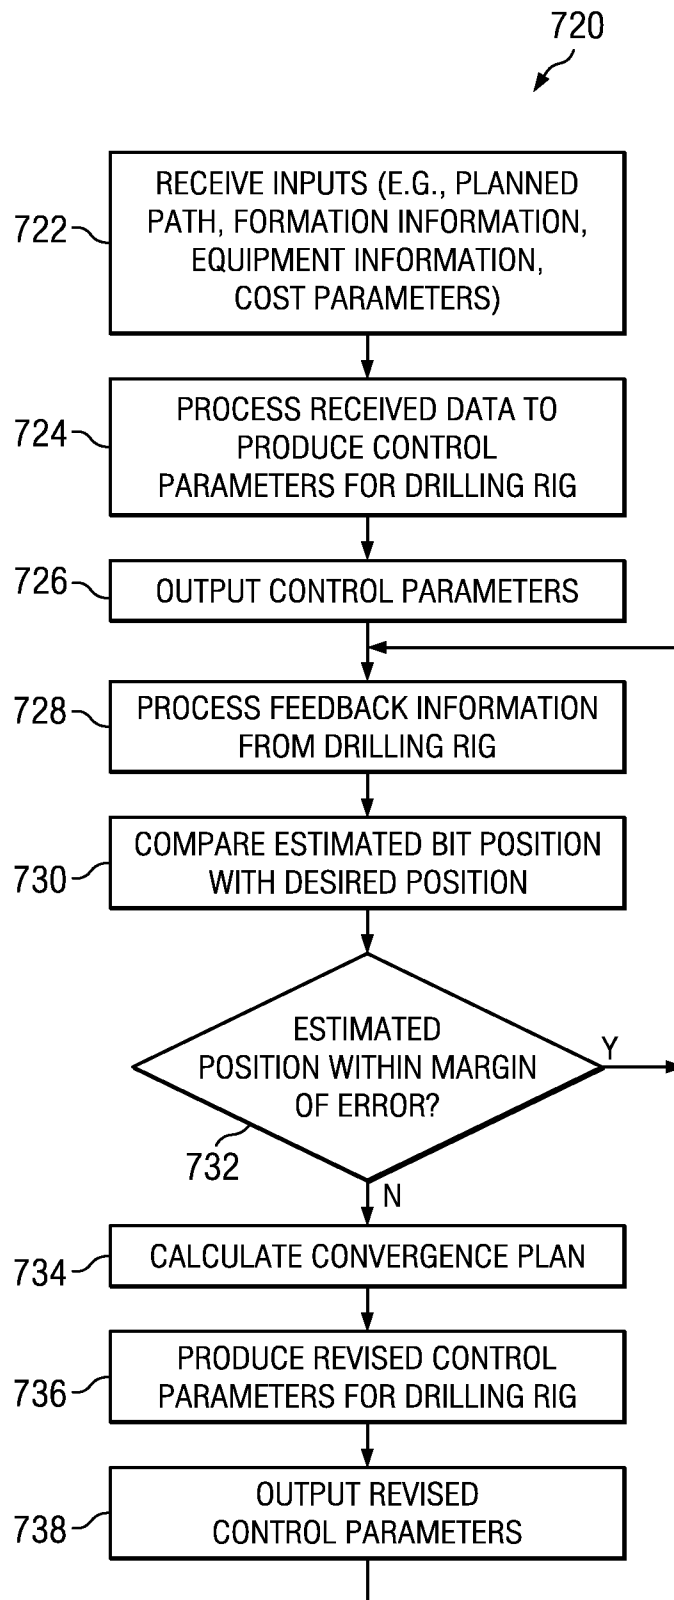 720
722
RECEIVE INPUTS (E.G., PLANNED
PATH, FORMATION INFORMATION,
EQUIPMENT INFORMATION,
COST PARAMETERS)
724
PROCESS RECEIVED DATA TO
PRODUCE CONTROL
PARAMETERS FOR DRILLING RIG
726
OUTPUT CONTROL PARAMETERS
728
PROCESS FEEDBACK INFORMATION
FROM DRILLING RIG
730
COMPARE ESTIMATED BIT POSITION
WITH DESIRED POSITION
ESTIMATED
POSITION WITHIN MARGIN
OF ERROR?
Y
732
N
734
CALCULATE CONVERGENCE PLAN
736
PRODUCE REVISED CONTROL
PARAMETERS FOR DRILLING RIG
738
OUTPUT REVISED
CONTROL PARAMETERS